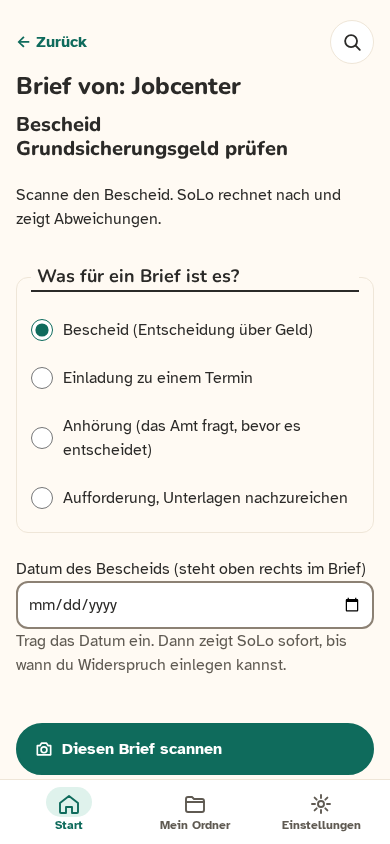 ← Zurück
Brief von: Jobcenter
Bescheid
Grundsicherungsgeld prüfen
Scanne den Bescheid. SoLo rechnet nach und
zeigt Abweichungen.
Was für ein Brief ist es?
Bescheid (Entscheidung über Geld)
Einladung zu einem Termin
Anhörung (das Amt fragt, bevor es
entscheidet)
Aufforderung, Unterlagen nachzureichen
Datum des Bescheids (steht oben rechts im Brief)
mm/dd/yyyy
Trag das Datum ein. Dann zeigt SoLo sofort, bis
wann du Widerspruch einlegen kannst.
Diesen Brief scannen
Start
Mein Ordner
Einstellungen